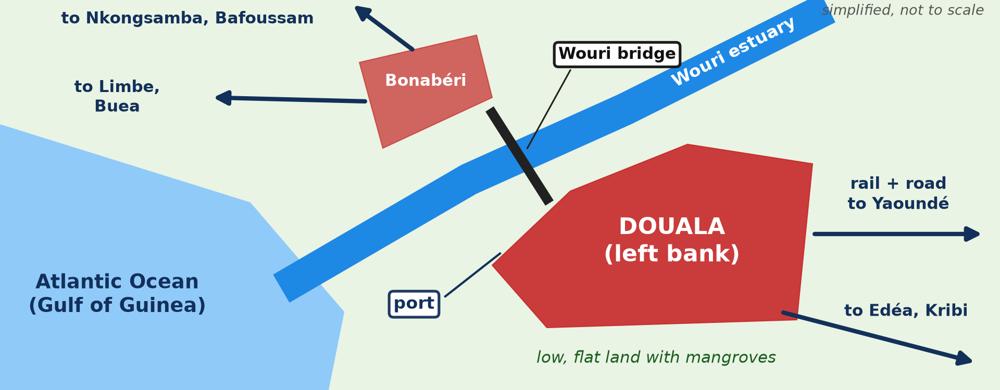 simplified, not to scale
to Nkongsamba, Bafoussam
Wouri estuary
Wouri bridge
Bonabéri
to Limbe,
Buea
rail + road
to Yaoundé
DOUALA
(left bank)
Atlantic Ocean
(Gulf of Guinea)
port
to Edéa, Kribi
low, flat land with mangroves